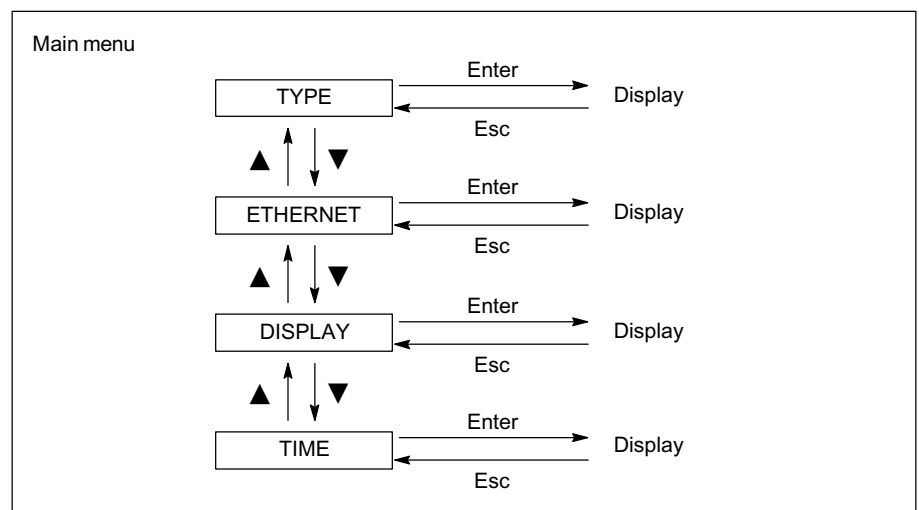 Main menu
Enter
TYPE
Display
Esc
▲ ▼
Enter
ETHERNET
Display
Esc
▲ ▼
Enter
DISPLAY
Display
Esc
▲ ▼
Enter
TIME
Display
Esc